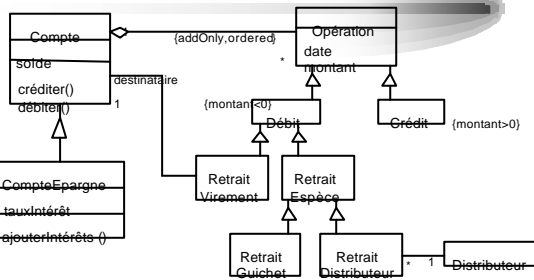 Compte
solde
créditer()
débiter()
{addOnly,ordered}
*
Opération
date
montant
destinataire
1
{montant<0}
Débit
Crédit
{montant>0}
CompteEpargne
tauxIntérêt
ajouterIntérêts ()
Retrait
Virement
Retrait
Espèce
Retrait
Guichet
Retrait
Distributeur
*
1
Distributeur